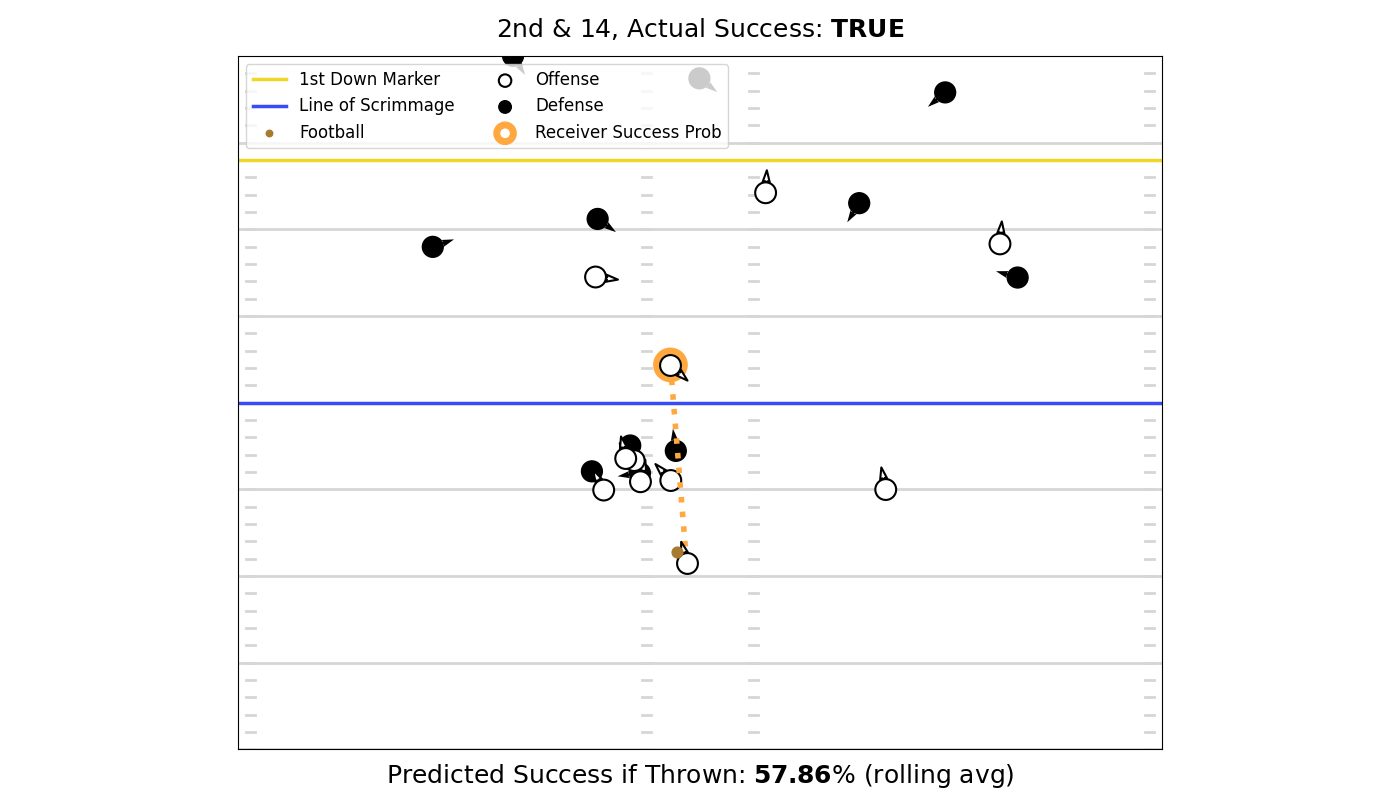 2nd & 14, Actual Success: TRUE
1st Down Marker
Line of Scrimmage
Football
Offense
Defense
Receiver Success Prob
Predicted Success if Thrown: 57.86% (rolling avg)